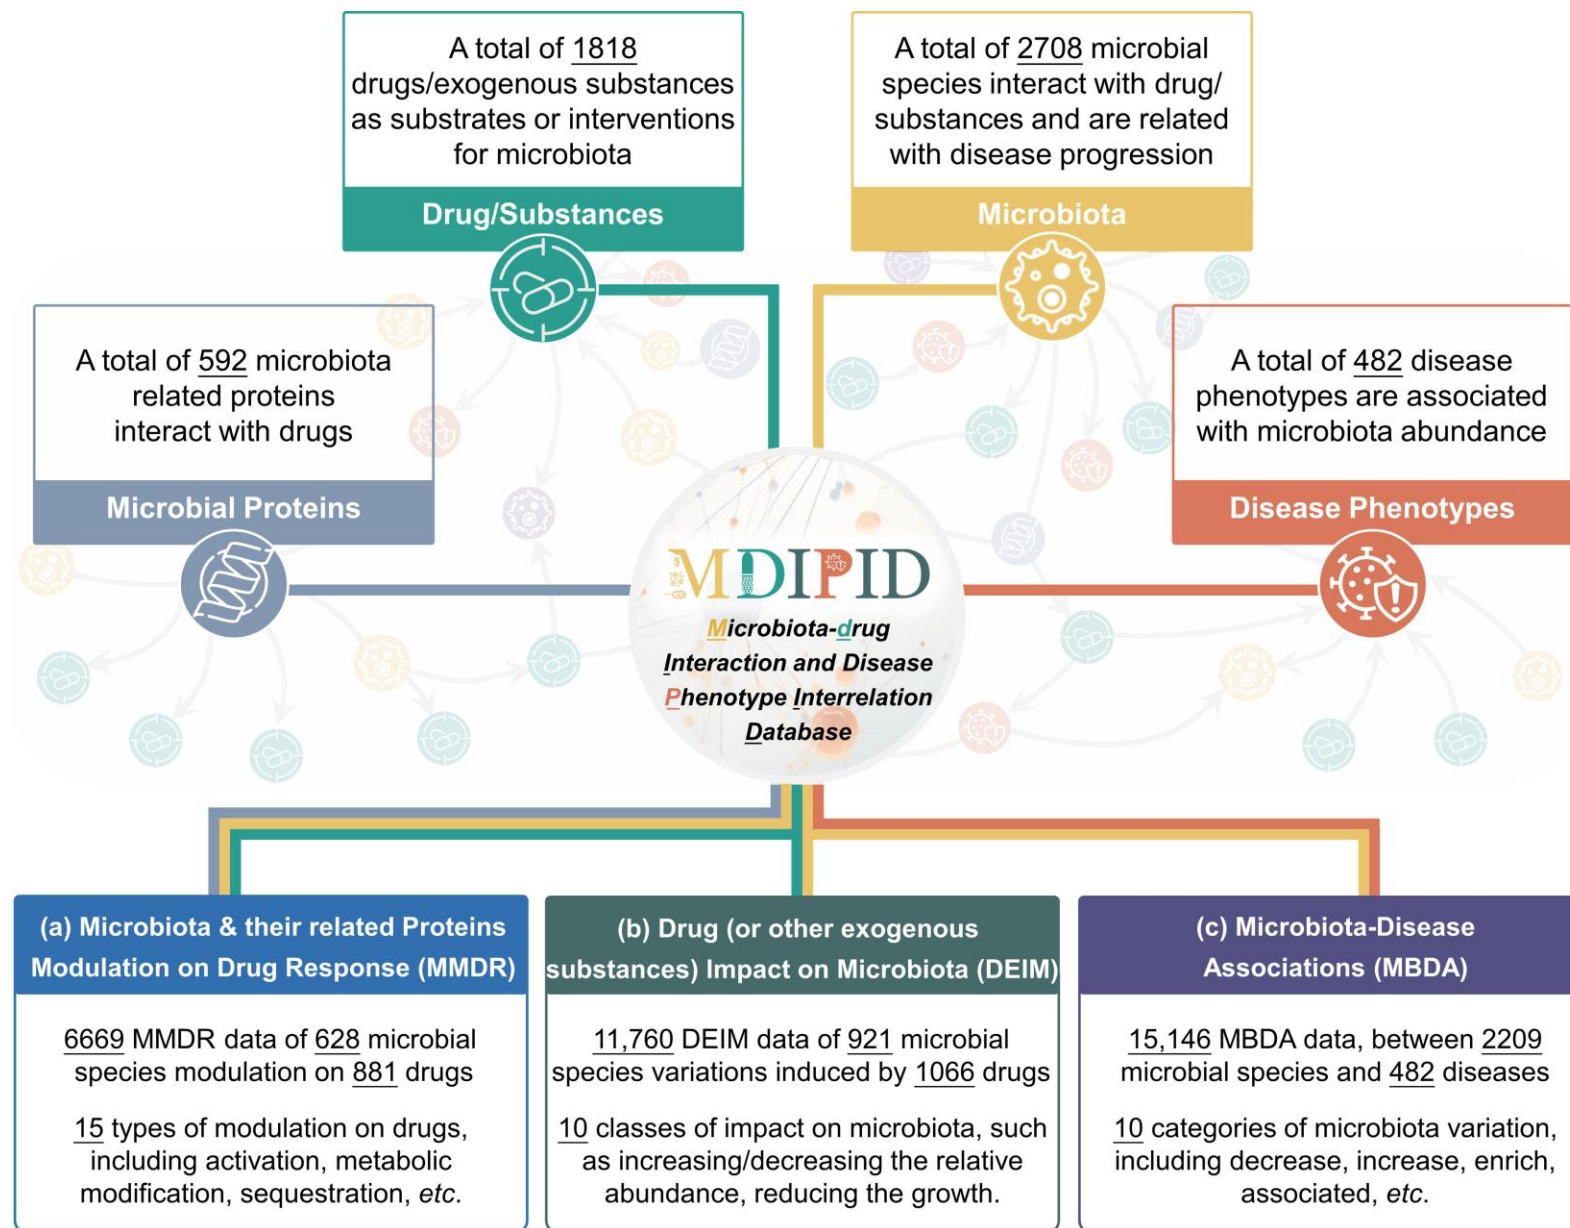 A total of 1818
drugs/exogenous substances
as substrates or interventions
for microbiota
Drug/Substances
A total of 2708 microbial
species interact with drug/
substances and are related
with disease progression
Microbiota
A total of 592 microbiota
related proteins
interact with drugs
Microbial Proteins
A total of 482 disease
phenotypes are associated
with microbiota abundance
Disease Phenotypes
MDIPID
Microbiota-drug
Interaction and Disease
Phenotype Interrelation
Database
(a) Microbiota & their related Proteins
Modulation on Drug Response (MMDR)
6669 MMDR data of 628 microbial
species modulation on 881 drugs
15 types of modulation on drugs,
including activation, metabolic
modification, sequestration, etc.
(b) Drug (or other exogenous
substances) Impact on Microbiota (DEIM)
11,760 DEIM data of 921 microbial
species variations induced by 1066 drugs
10 classes of impact on microbiota, such
as increasing/decreasing the relative
abundance, reducing the growth.
(c) Microbiota-Disease
Associations (MBDA)
15,146 MBDA data, between 2209
microbial species and 482 diseases
10 categories of microbiota variation,
including decrease, increase, enrich,
associated, etc.